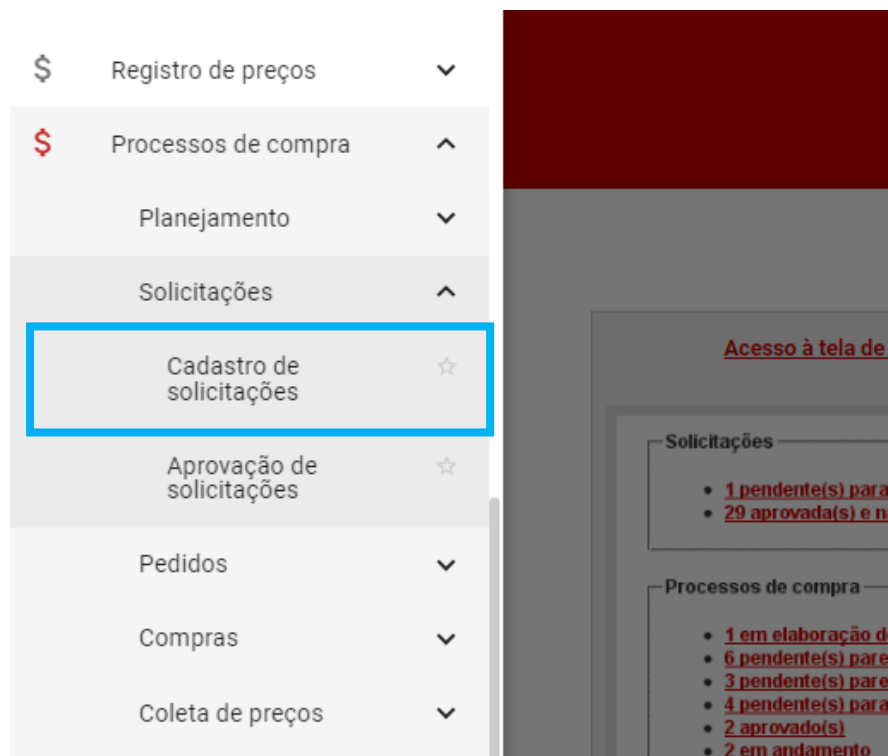 Registro de preços
Processos de compra
Planejamento
Solicitações
Cadastro de
solicitações
Aprovação de
solicitações
Pedidos
Compras
Coleta de preços
Acesso à tela de
Solicitações
1 pendente(s) para
29 aprovada(s) e
Processos de compra
1 em elaboração
6 pendente(s)
3 pendente(s)
4 pendente(s) para
2 aprovado(s)
2 em andamento